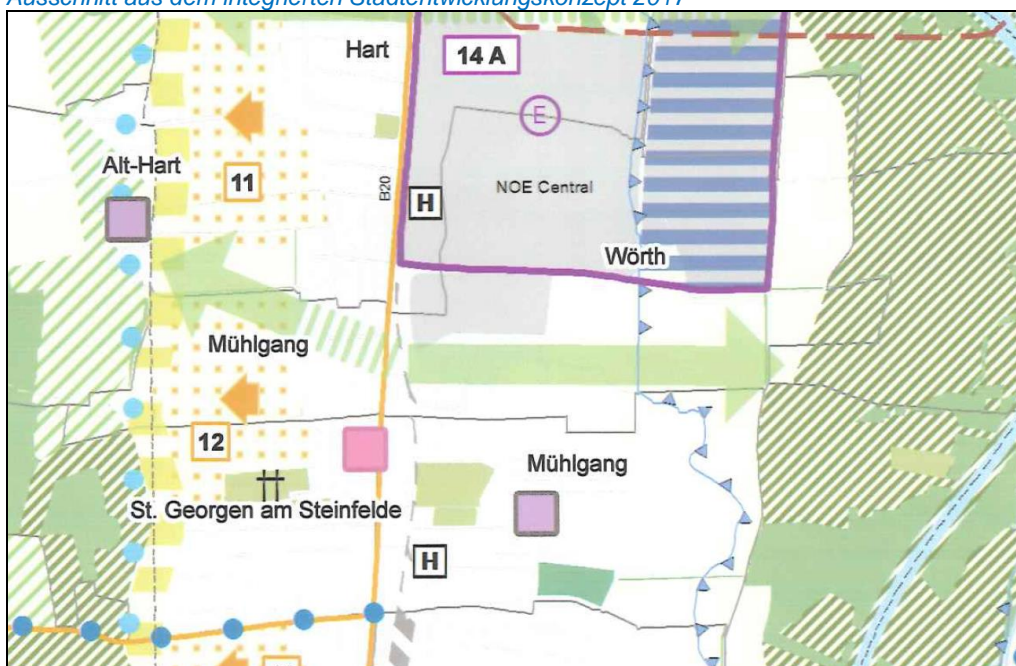 Ausschnitt aus dem Integrierten Stadtentwicklungskonzept 2017
Hart
14 A
E
Alt-Hart
11
B20
H
NOE Central
Wörth
Mühlgang
12
Mühlgang
St. Georgen am Steinfelde
H